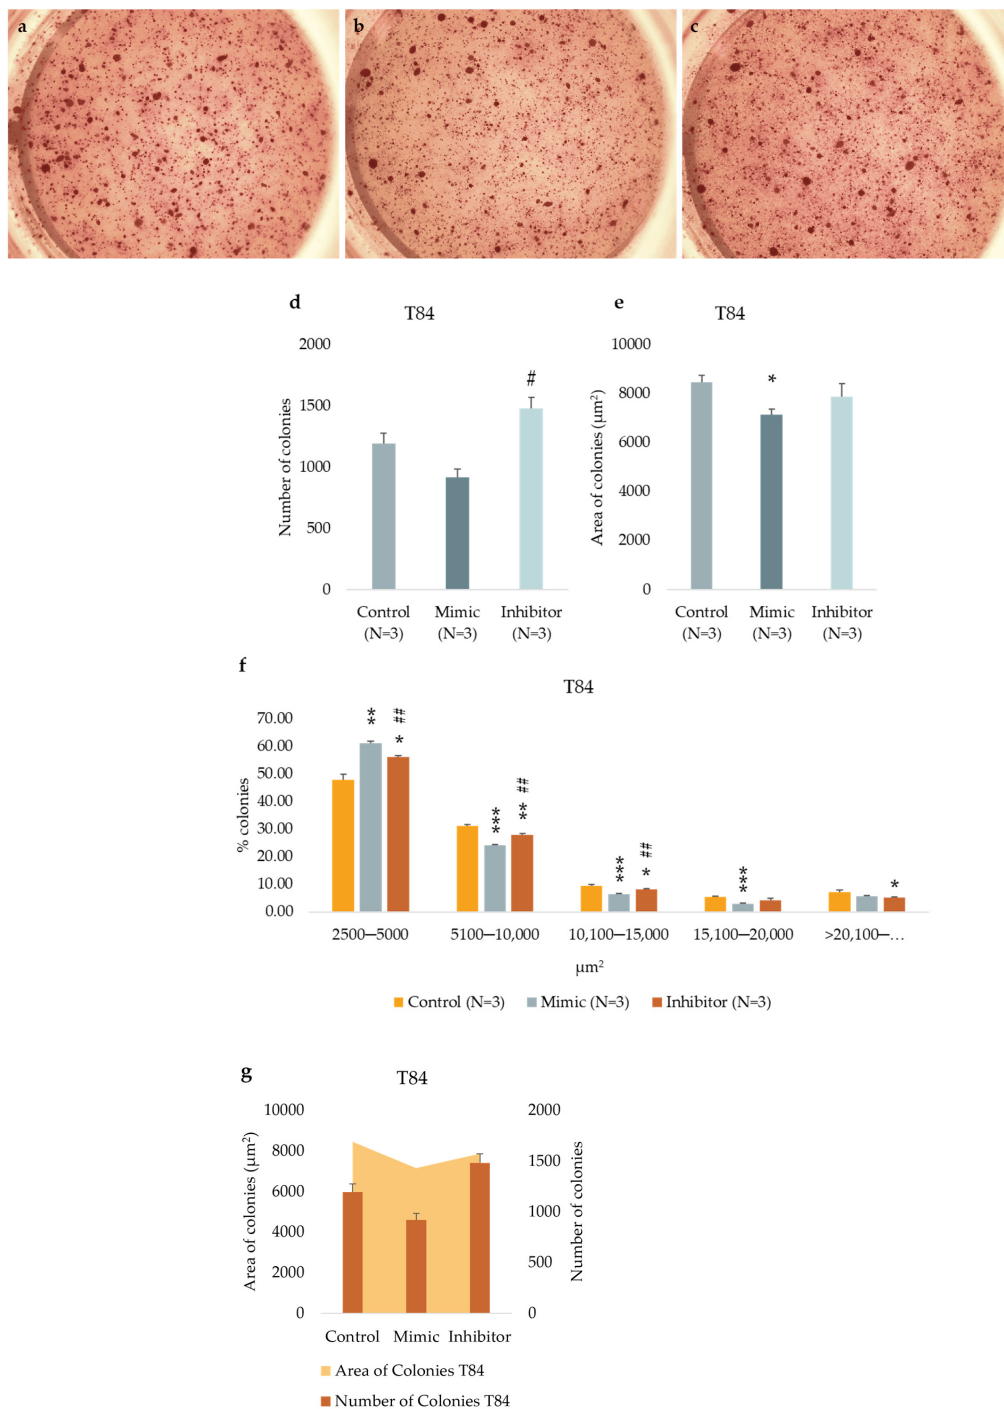 a
b
c
d
T84
Number of colonies
2000
1500
1000
500
0
#
Control
(N=3)
Mimic
(N=3)
Inhibitor
(N=3)
e
T84
Area of colonies (µm²)
10000
8000
6000
4000
2000
0
*
Control
(N=3)
Mimic
(N=3)
Inhibitor
(N=3)
f
T84
% colonies
70.00
60.00
50.00
40.00
30.00
20.00
10.00
0.00
**
* ##
***
** ##
***
* ##
***
*
2500–5000
5100–10,000
10,100–15,000
15,100–20,000
>20,100–…
µm²
Control (N=3) Mimic (N=3) Inhibitor (N=3)
g
T84
Area of colonies (µm²)
10000
8000
6000
4000
2000
0
Number of colonies
2000
1500
1000
500
0
Control Mimic Inhibitor
Area of Colonies T84
Number of Colonies T84